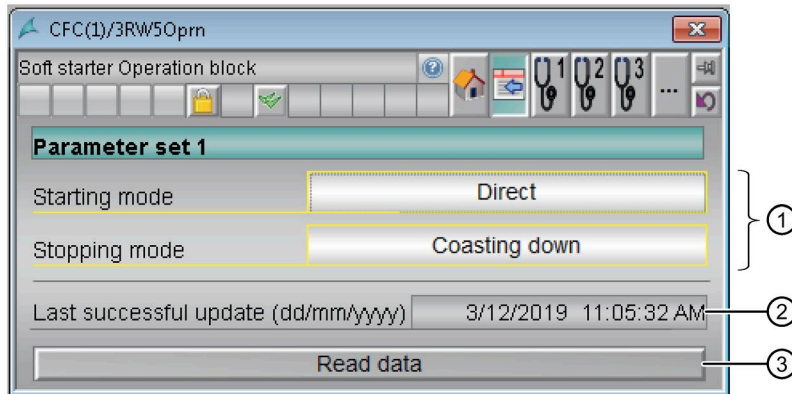 CFC(1)/3RW5Oprn
Soft starter Operation block
1 2 3 ...
Parameter set 1
Starting mode Direct
1
Stopping mode Coasting down
Last successful update (dd/mm/yyyy) 3/12/2019 11:05:32 AM 2
Read data 3